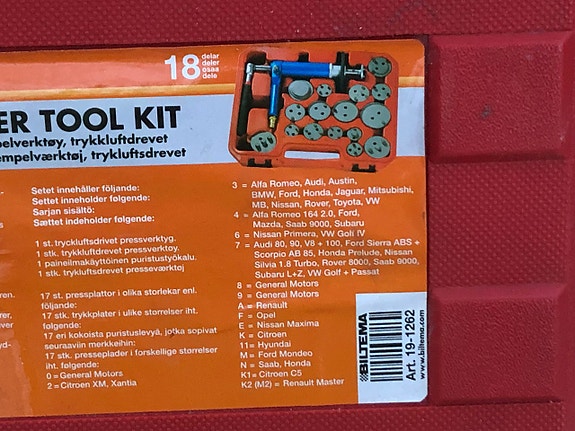 18 delar
deler
osaa
dele
ER TOOL KIT
elverktøy, trykkluftdrevet
empelværktøj, trykluftsdrevet
Setet innehåller följande:
Settet innholder følgende:
Sarjan sisältö:
Sættet indeholder følgende:
1 st. tryckluftsdrivet pressverktyg.
1 stk. trykkluftdrevet pressverktoy.
1 paineilmakäyttöinen puristustyökalu.
1 stk. trykluftsdrevet presseværktøj
17 st. pressplattor i olika storlekar enl.
följande:
17 stk. trykkplater i ulike størrelser iht.
følgende:
17 eri kokoista puristuslevyä, jotka sopivat
seuraaviin merkkeihin:
17 stk. presseplader i forskellige størrelser
iht. følgende:
0 = General Motors
2 = Citroen XM, Xantia
3 = Alfa Romeo, Audi, Austin,
BMW, Ford, Honda, Jaguar, Mitsubishi,
MB, Nissan, Rover, Toyota, VW
4 = Alfa Romeo 164 2.0, Ford,
Mazda, Saab 9000, Subaru
6 = Nissan Primera, VW Golf IV
7 = Audi 80, 90, V8 + 100, Ford Sierra ABS +
Scorpio AB 85, Honda Prelude, Nissan
Silvia 1.8 Turbo, Rover 8000, Saab 9000,
Subaru L+Z, VW Golf + Passat
8 = General Motors
9 = General Motors
A = Renault
F = Opel
E = Nissan Maxima
K = Citroen
11 = Hyundai
M = Ford Mondeo
N = Saab, Honda
K1= Citroen C5
K2 (M2) = Renault Master
BILTEMA
Art. 19-1262
www.biltema.com